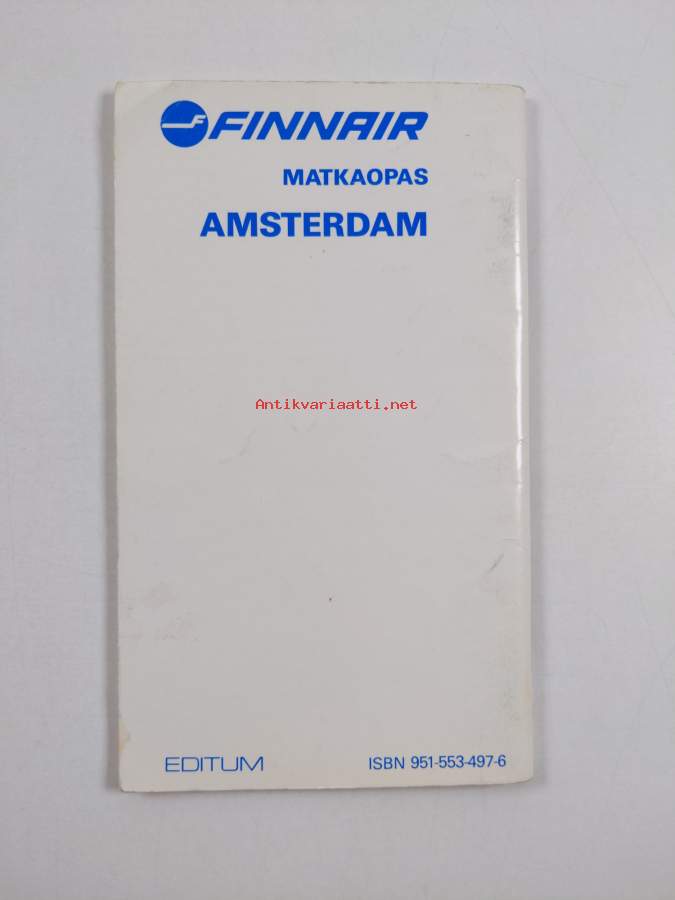 FINNAIR
MATKAOPAS
AMSTERDAM
Antikvariaatti.net
EDITUM ISBN 951-553-497-6